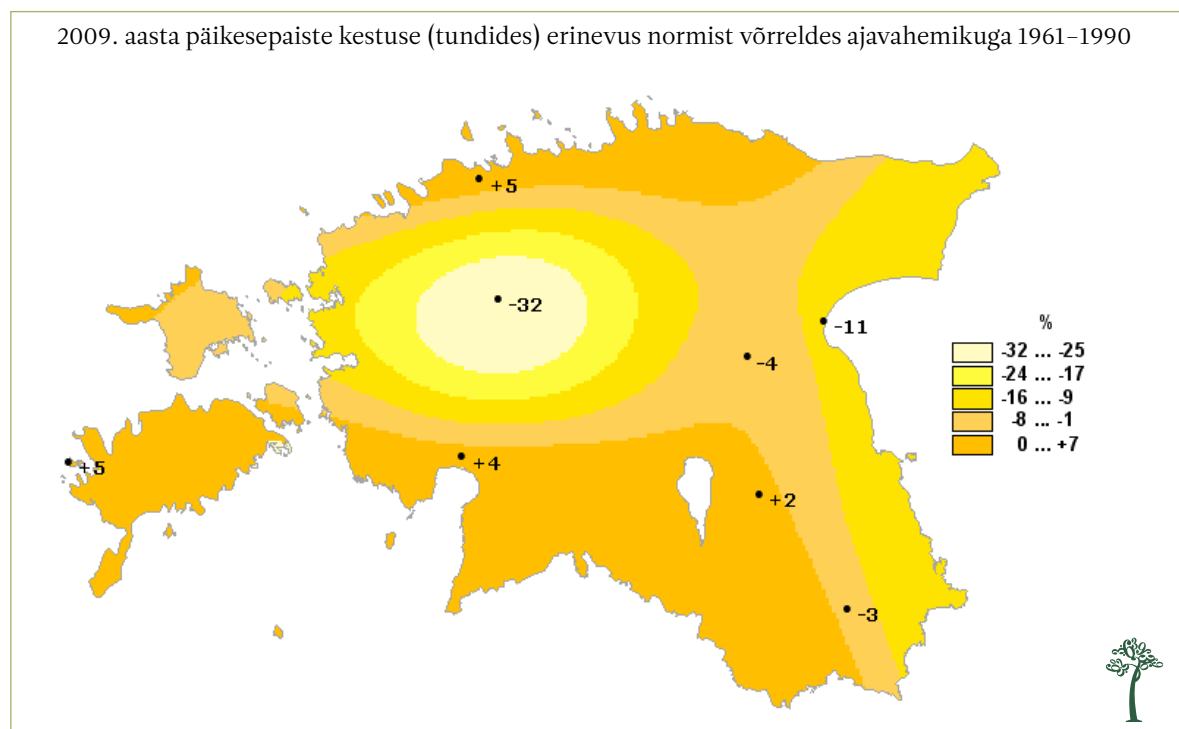 2009. aasta päikesepaiste kestuse (tundides) erinevus normist võrreldes ajavahemikuga 1961–1990
+5
-32
-11
-4
+5
+4
+2
-3
%
-32 ... -25
-24 ... -17
-16 ... -9
-8 ... -1
0 ... +7